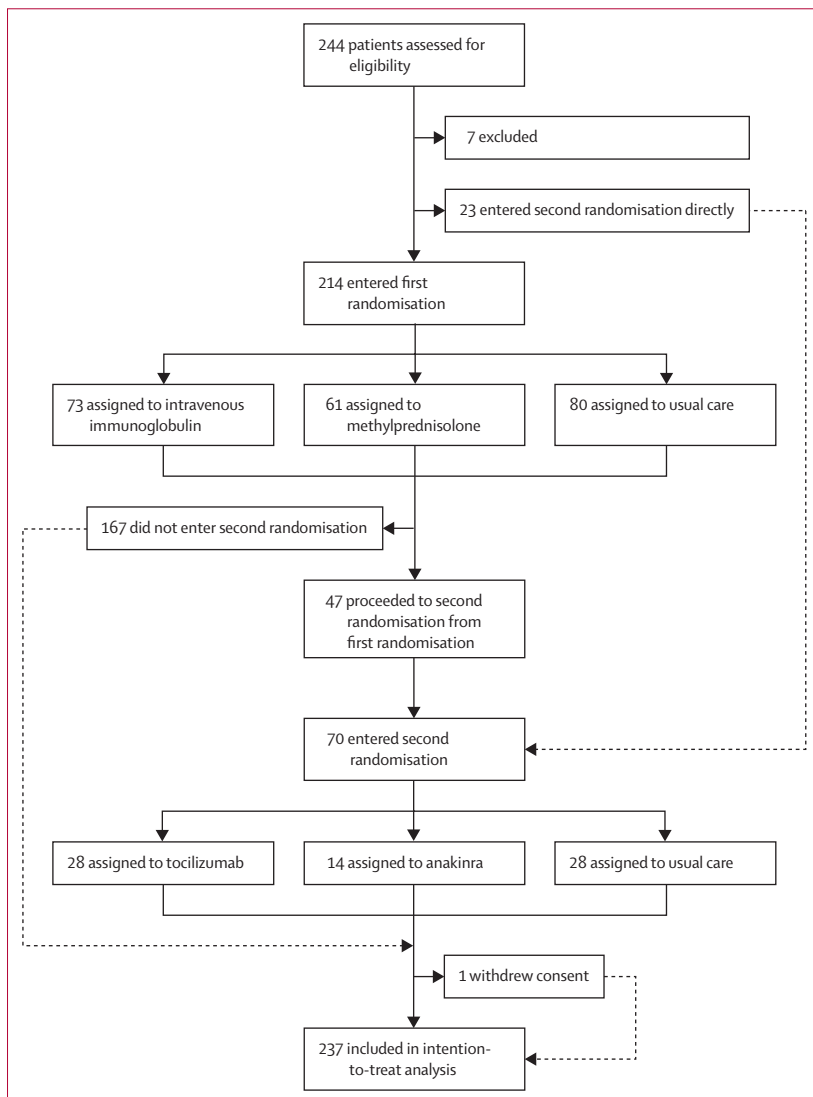 244 patients assessed for
eligibility
7 excluded
23 entered second randomisation directly
214 entered first
randomisation
73 assigned to intravenous
immunoglobulin
61 assigned to
methylprednisolone
80 assigned to usual care
167 did not enter second randomisation
47 proceeded to second
randomisation from
first randomisation
70 entered second
randomisation
28 assigned to tocilizumab
14 assigned to anakinra
28 assigned to usual care
1 withdrew consent
237 included in intention-
to-treat analysis